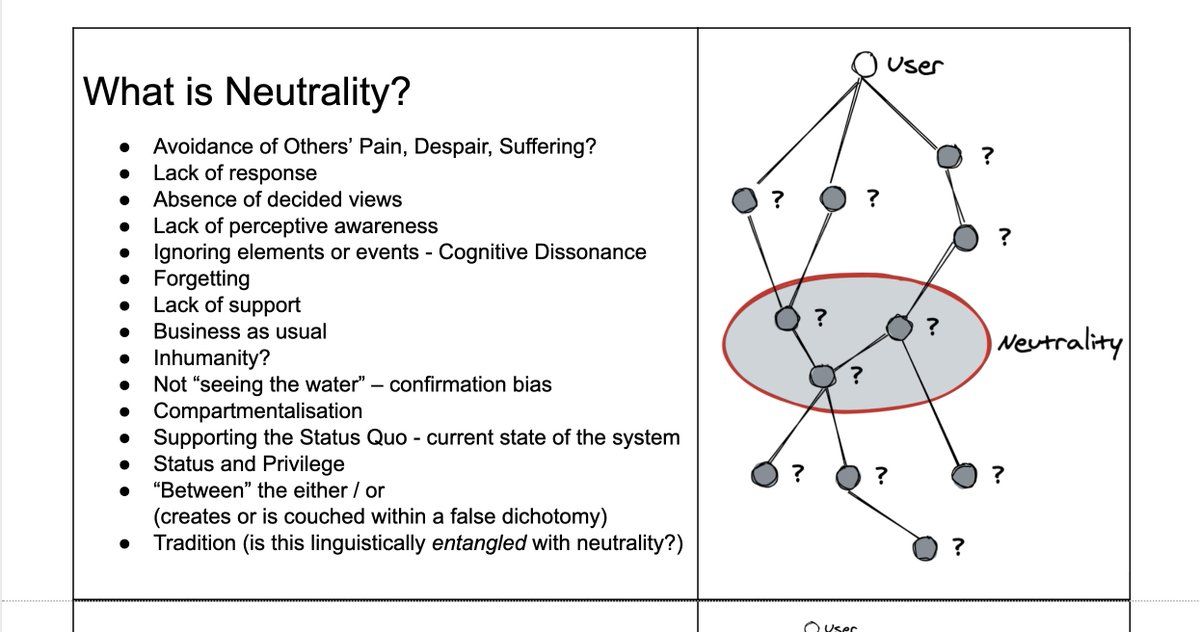 What is Neutrality?
● Avoidance of Others’ Pain, Despair, Suffering?
● Lack of response
● Absence of decided views
● Lack of perceptive awareness
● Ignoring elements or events - Cognitive Dissonance
● Forgetting
● Lack of support
● Business as usual
● Inhumanity?
● Not “seeing the water” – confirmation bias
● Compartmentalisation
● Supporting the Status Quo - current state of the system
● Status and Privilege
● “Between” the either / or
(creates or is couched within a false dichotomy)
● Tradition (is this linguistically entangled with neutrality?)
User
?
? ?
?
? ?
Neutrality
?
? ? ?
?
User